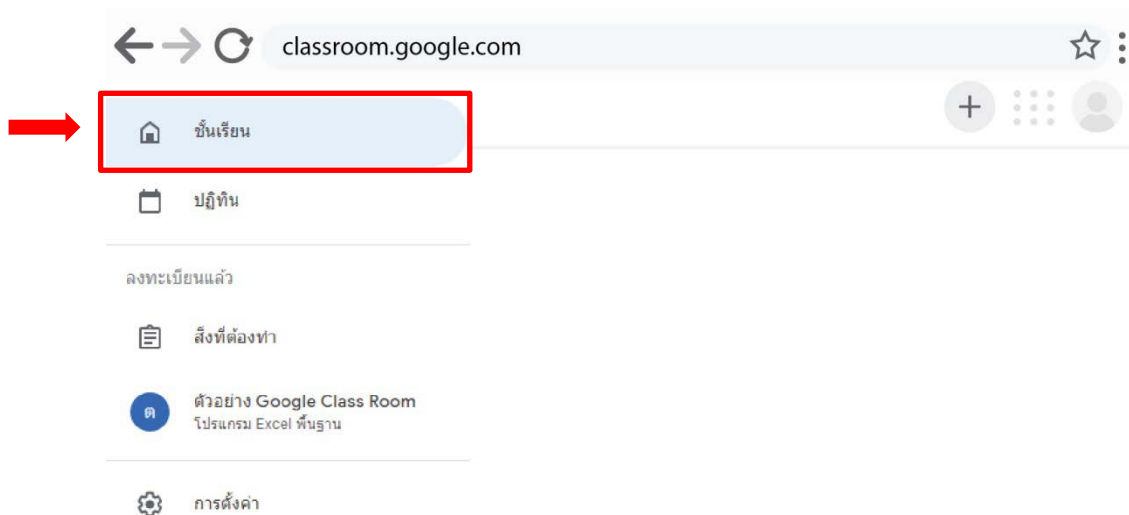 classroom.google.com
ชั้นเรียน
ปฏิทิน
ลงทะเบียนแล้ว
สิ่งที่ต้องทำ
ต
ตัวอย่าง Google Class Room
โปรแกรม Excel พื้นฐาน
การตั้งค่า